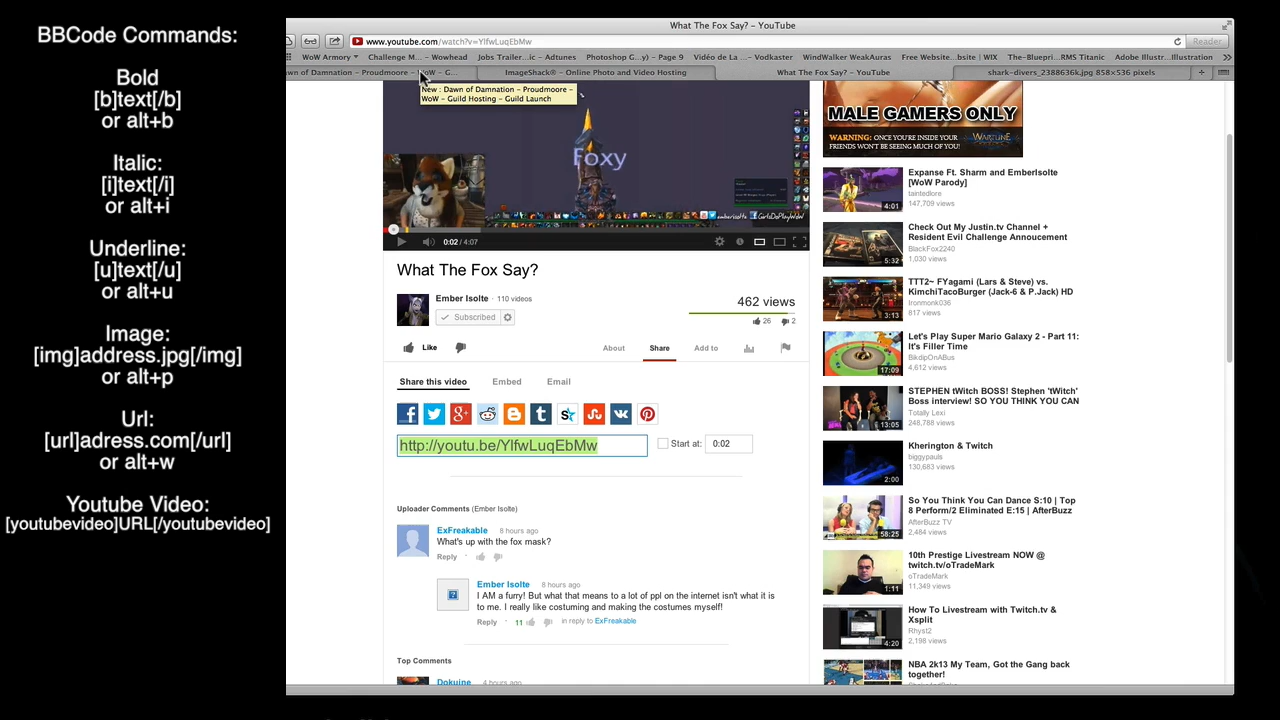 BBCode Commands:
Bold
[b]text[/b]
or alt+b
Italic:
[i]text[/i]
or alt+i
Underline:
[u]text[/u]
or alt+u
Image:
[img]address.jpg[/img]
or alt+p
Url:
[url]adress.com[/url]
or alt+w
Youtube Video:
[youtubevideo]URL[/youtubevideo]
What The Fox Say? – YouTube
www.youtube.com/watch?v=YlfwLuqEbMw
Reader
WoW Armory Challenge M... – Wowhead Jobs Trailer...ic – Adtunes Photoshop G...y) – Page 9 Vidéo de La ... – Vodkaster WindWalker WeakAuras Free Website...bsite | WIX The-Bluepri...RMS Titanic Adobe Illustr...llustration
wn of Damnation – Proudmoore – WoW – G... ImageShack® – Online Photo and Video Hosting What The Fox Say? – YouTube shark-divers_2388636k.jpg 858×536 pixels
New : Dawn of Damnation – Proudmoore –
WoW – Guild Hosting – Guild Launch
Foxy
emberisolte /GirlsDoPlayWoW
0:02 / 4:07
What The Fox Say?
Ember Isolte · 110 videos
Subscribed
462 views
26 2
Like
About Share Add to
Share this video Embed Email
http://youtu.be/YlfwLuqEbMw
Start at: 0:02
Uploader Comments (Ember Isolte)
ExFreakable 8 hours ago
What's up with the fox mask?
Reply ·
Ember Isolte 8 hours ago
I AM a furry! But what that means to a lot of ppl on the internet isn't what it is
to me. I really like costuming and making the costumes myself!
Reply · 11 in reply to ExFreakable
Top Comments
Dokuine 4 hours ago
MALE GAMERS ONLY
WARNING: ONCE YOU'RE INSIDE YOUR
FRIENDS WON'T BE SEEING MUCH OF YOU!
WARTUNE
Expanse Ft. Sharm and EmberIsolte
[WoW Parody]
taintedlore
147,709 views
4:01
Check Out My Justin.tv Channel +
Resident Evil Challenge Annoucement
BlackFox2240
1,030 views
5:32
TTT2~ FYagami (Lars & Steve) vs.
KimchiTacoBurger (Jack-6 & P.Jack) HD
Ironmonk036
817 views
3:13
Let's Play Super Mario Galaxy 2 - Part 11:
It's Filler Time
BikdipOnABus
4,612 views
17:09
STEPHEN tWitch BOSS! Stephen 'tWitch'
Boss interview! SO YOU THINK YOU CAN
Totally Lexi
248,788 views
13:05
Kherington & Twitch
biggypauls
130,683 views
2:00
So You Think You Can Dance S:10 | Top
8 Perform/2 Eliminated E:15 | AfterBuzz
AfterBuzz TV
2,484 views
58:25
10th Prestige Livestream NOW @
twitch.tv/oTradeMark
oTradeMark
11,349 views
1:11
How To Livestream with Twitch.tv &
Xsplit
Rhyst2
2,198 views
4:20
NBA 2k13 My Team, Got the Gang back
together!